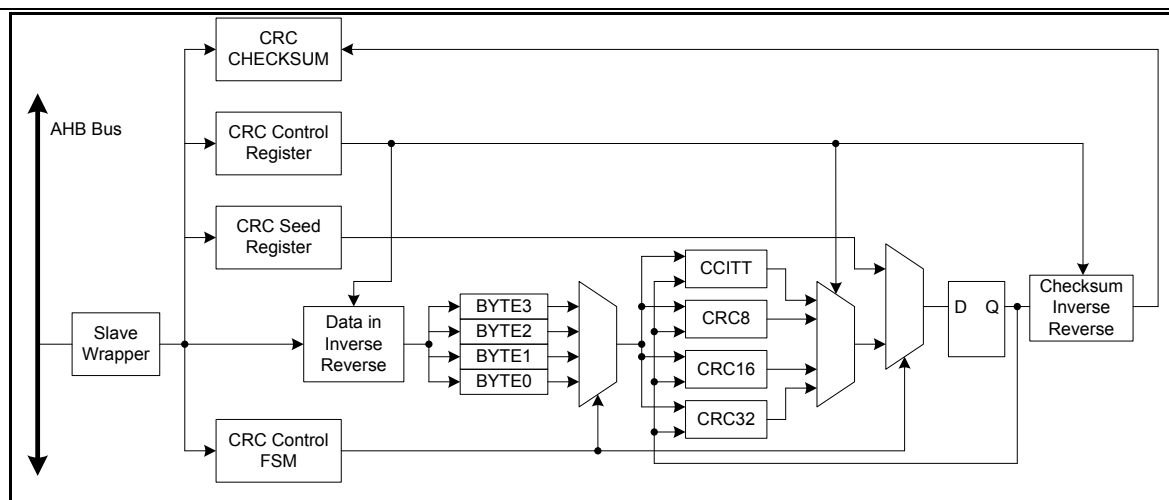 CRC
CHECKSUM
AHB Bus
CRC Control
Register
CRC Seed
Register
CCITT
BYTE3
BYTE2
BYTE1
BYTE0
CRC8
CRC16
CRC32
D Q
Checksum
Inverse
Reverse
Slave
Wrapper
Data in
Inverse
Reverse
CRC Control
FSM